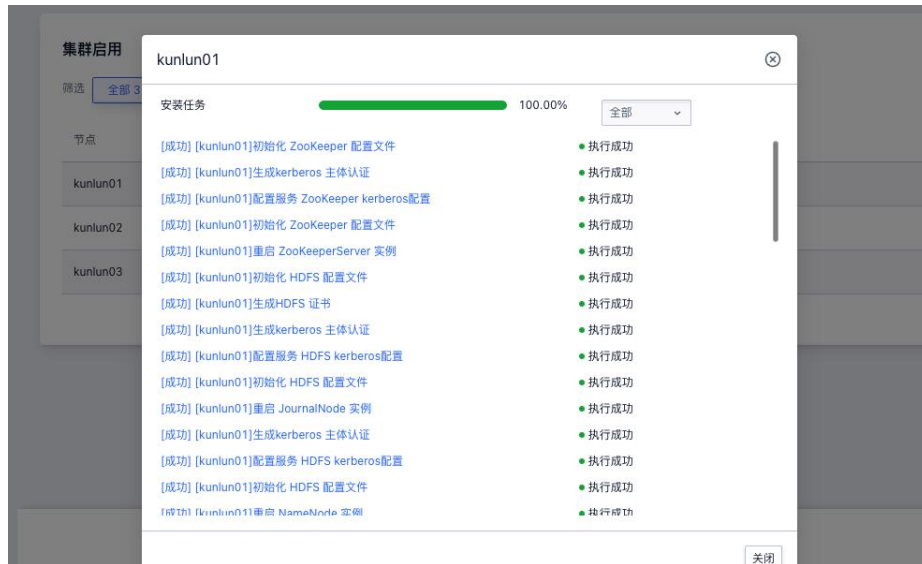 集群启用
筛选 全部 3
节点
kunlun01
kunlun02
kunlun03
kunlun01
安装任务 100.00% 全部
[成功] [kunlun01]初始化 ZooKeeper 配置文件 执行成功
[成功] [kunlun01]生成kerberos 主体认证 执行成功
[成功] [kunlun01]配置服务 ZooKeeper kerberos配置 执行成功
[成功] [kunlun01]初始化 ZooKeeper 配置文件 执行成功
[成功] [kunlun01]重启 ZooKeeperServer 实例 执行成功
[成功] [kunlun01]初始化 HDFS 配置文件 执行成功
[成功] [kunlun01]生成HDFS 证书 执行成功
[成功] [kunlun01]生成kerberos 主体认证 执行成功
[成功] [kunlun01]配置服务 HDFS kerberos配置 执行成功
[成功] [kunlun01]初始化 HDFS 配置文件 执行成功
[成功] [kunlun01]重启 JournalNode 实例 执行成功
[成功] [kunlun01]生成kerberos 主体认证 执行成功
[成功] [kunlun01]配置服务 HDFS kerberos配置 执行成功
[成功] [kunlun01]初始化 HDFS 配置文件 执行成功
[成功] [kunlun01]重启 NameNode 实例 执行成功
关闭